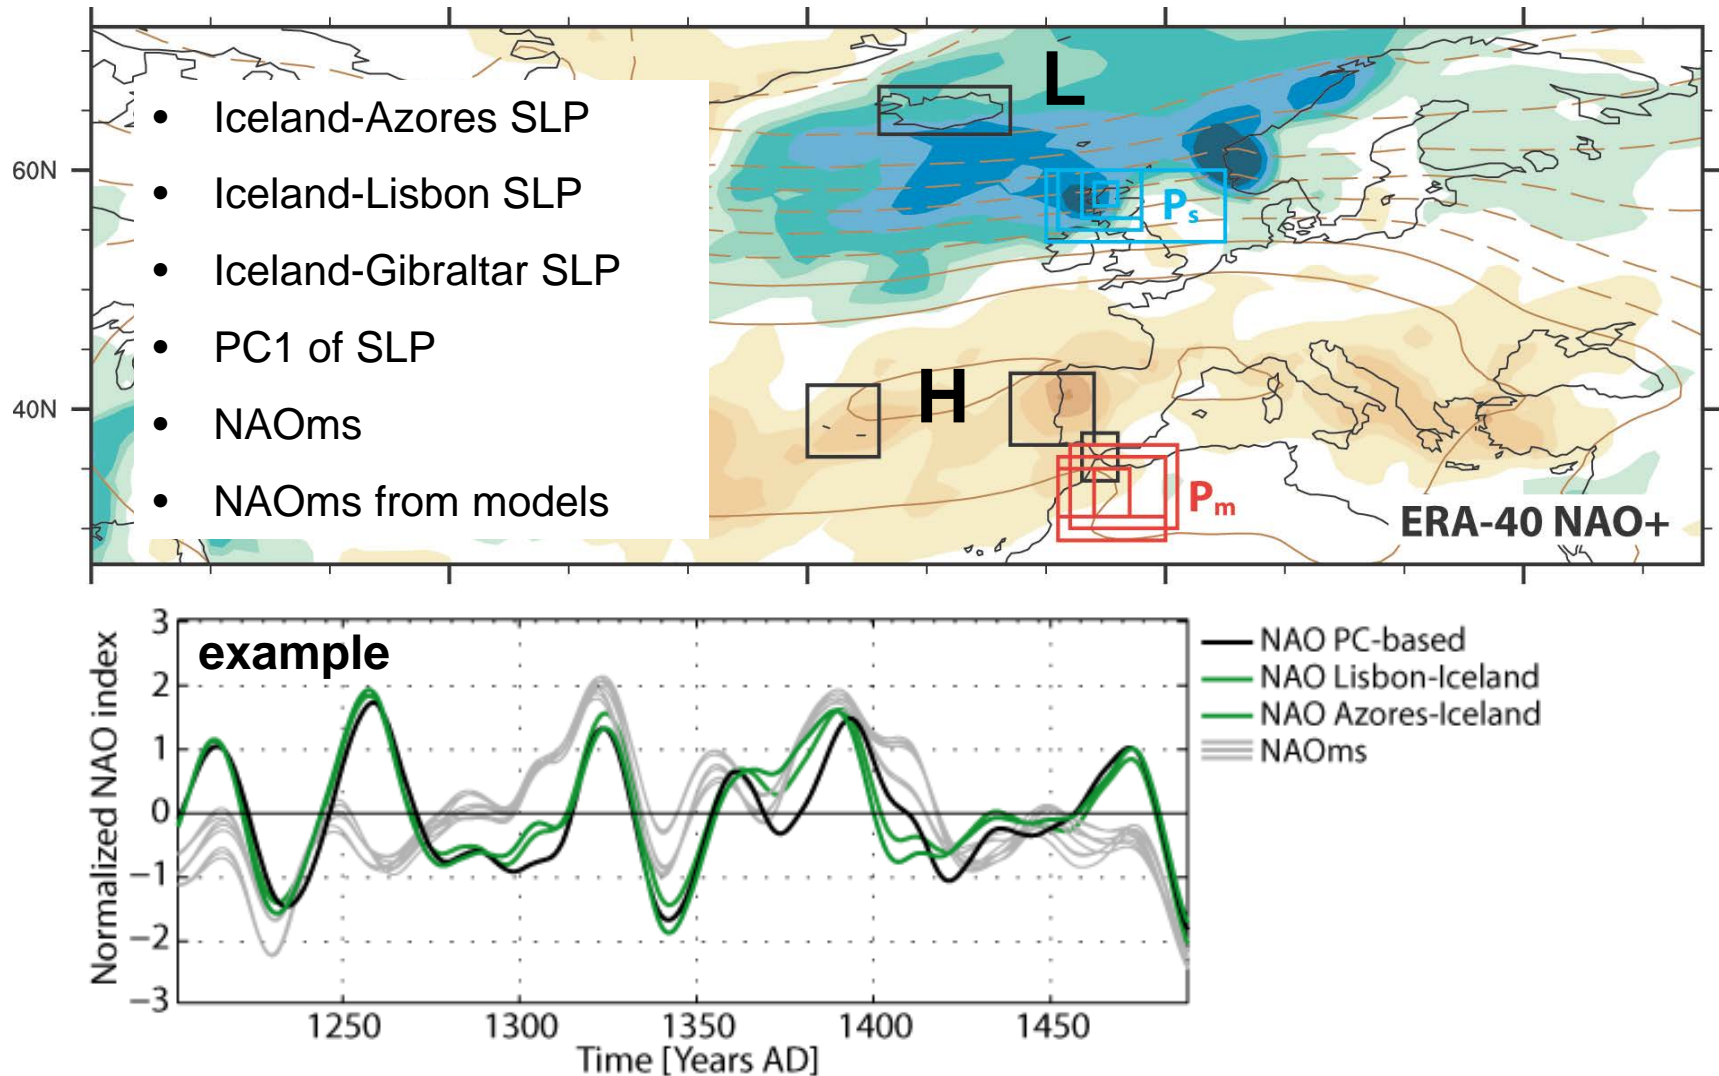 L
• Iceland-Azores SLP
• Iceland-Lisbon SLP
• Iceland-Gibraltar SLP
• PC1 of SLP
• NAOms
• NAOms from models
60N
40N
Ps
H
Pm
ERA-40 NAO+
example
Normalized NAO index
3
2
1
0
−1
−2
−3
1250
1300
1350
1400
1450
Time [Years AD]
NAO PC-based
NAO Lisbon-Iceland
NAO Azores-Iceland
NAOms